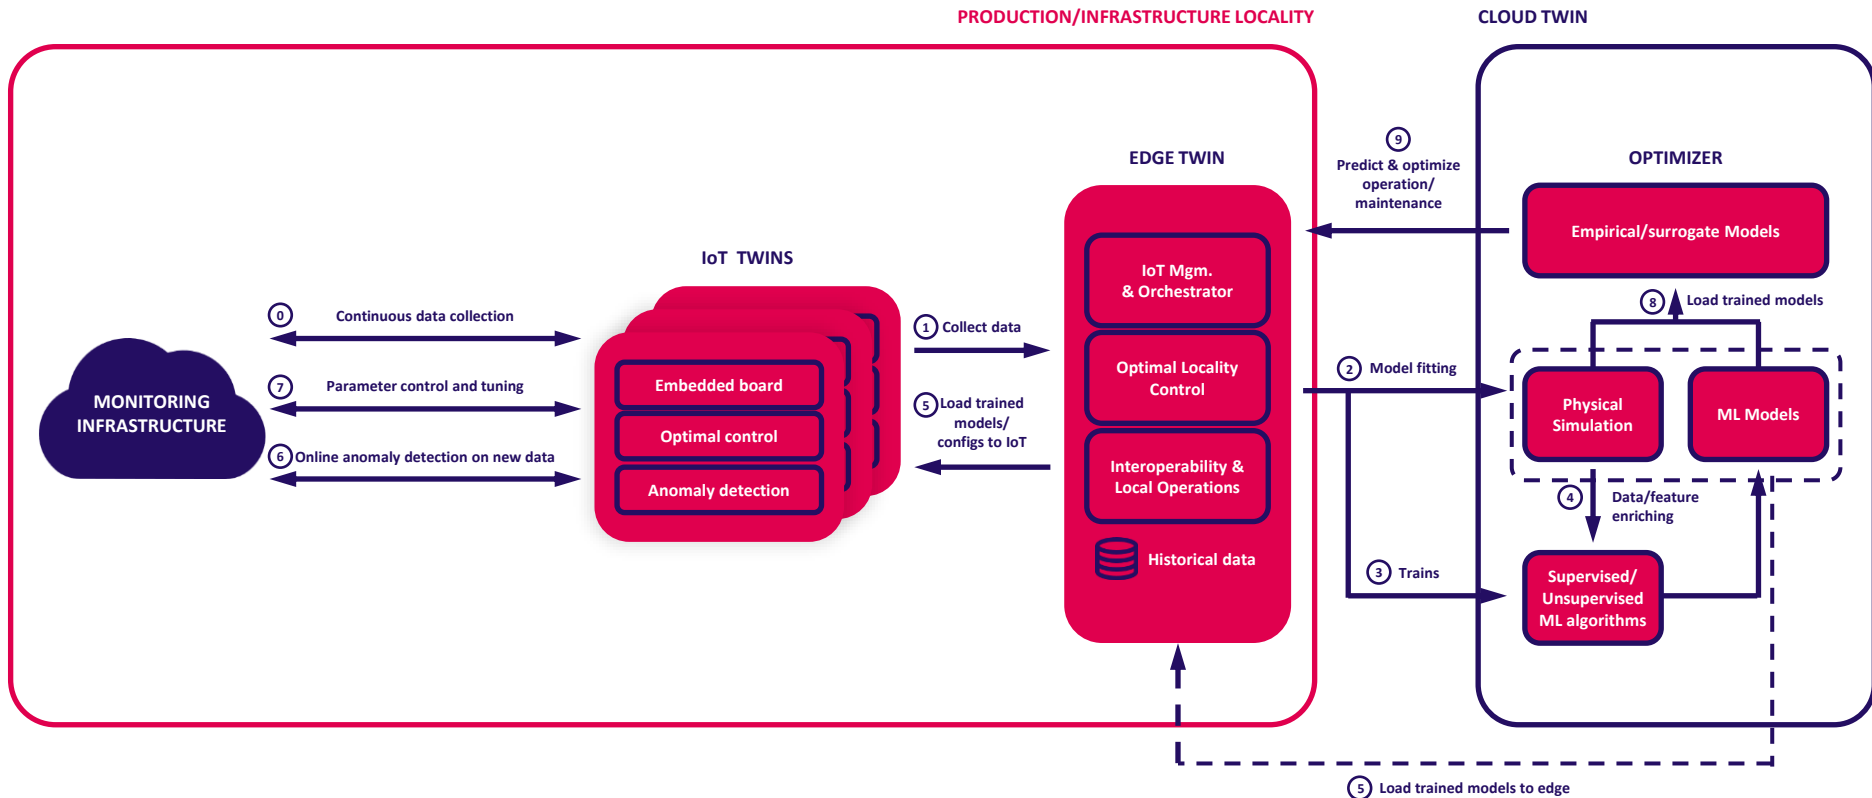 PRODUCTION/INFRASTRUCTURE LOCALITY
CLOUD TWIN
MONITORING
INFRASTRUCTURE
0
Continuous data collection
7
Parameter control and tuning
6
Online anomaly detection on new data
IoT TWINS
Embedded board
Optimal control
Anomaly detection
1
Collect data
5
Load trained
models/
configs to IoT
EDGE TWIN
IoT Mgm.
& Orchestrator
Optimal Locality
Control
Interoperability &
Local Operations
Historical data
9
Predict & optimize
operation/
maintenance
2
Model fitting
3
Trains
OPTIMIZER
Empirical/surrogate Models
8
Load trained models
Physical
Simulation
ML Models
4
Data/feature
enriching
Supervised/
Unsupervised
ML algorithms
5
Load trained models to edge